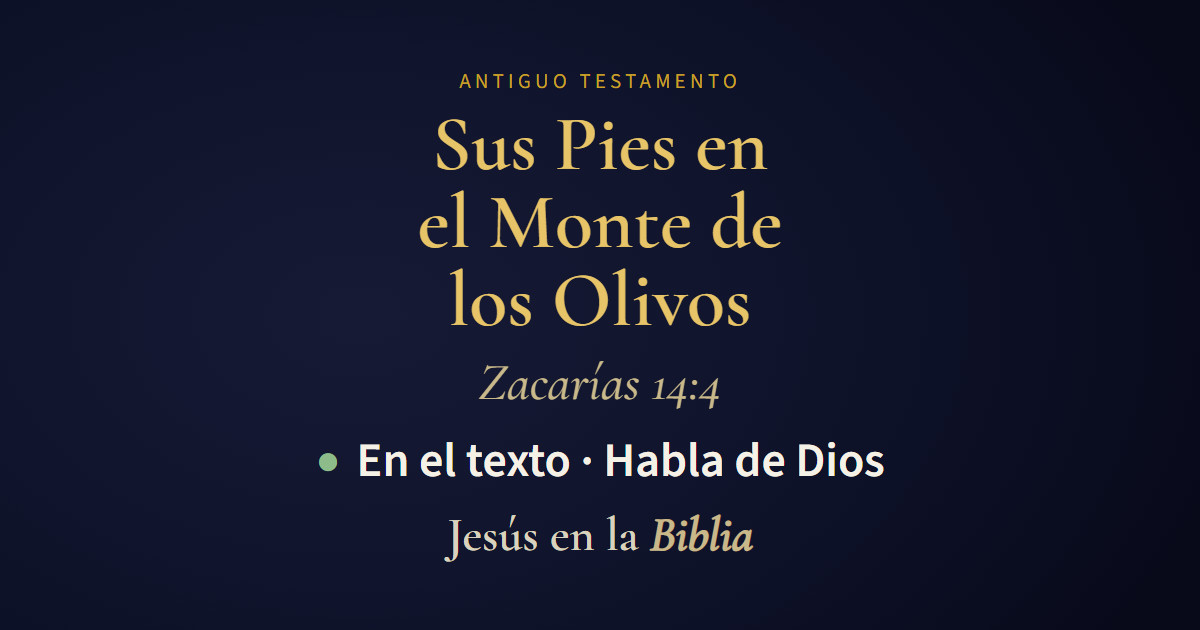 ANTIGUO TESTAMENTO
Sus Pies en
el Monte de
los Olivos
Zacarías 14:4
En el texto · Habla de Dios
Jesús en la Biblia